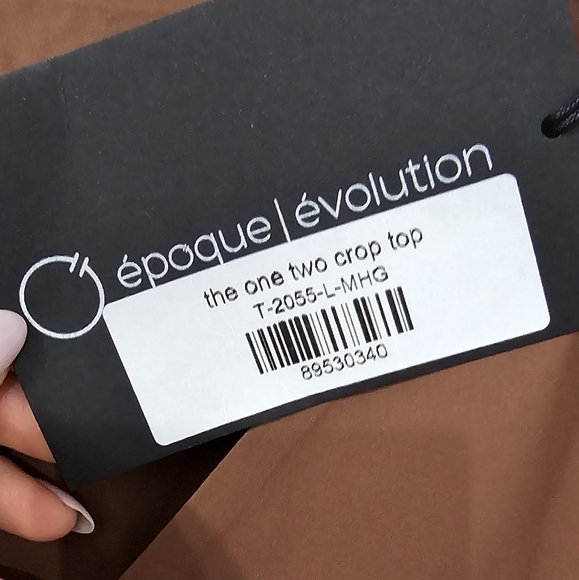 époque|évolution
the one two crop top
T-2055-L-MHG
89530340